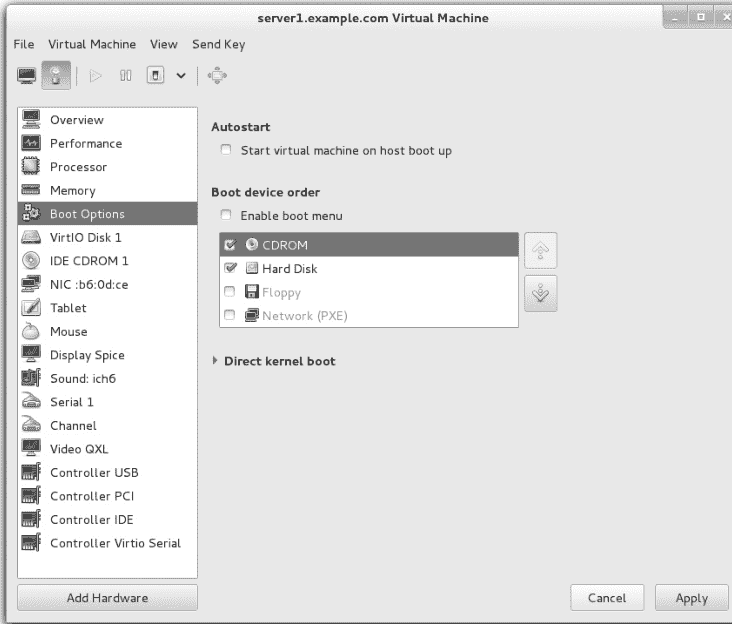 server1.example.com Virtual Machine
File Virtual Machine View Send Key
Overview
Performance
Processor
Memory
Boot Options
VirtIO Disk 1
IDE CDROM 1
NIC :b6:0d:ce
Tablet
Mouse
Display Spice
Sound: ich6
Serial 1
Channel
Video QXL
Controller USB
Controller PCI
Controller IDE
Controller Virtio Serial
Add Hardware
Autostart
Start virtual machine on host boot up
Boot device order
Enable boot menu
CDROM
Hard Disk
Floppy
Network (PXE)
Direct kernel boot
Cancel Apply